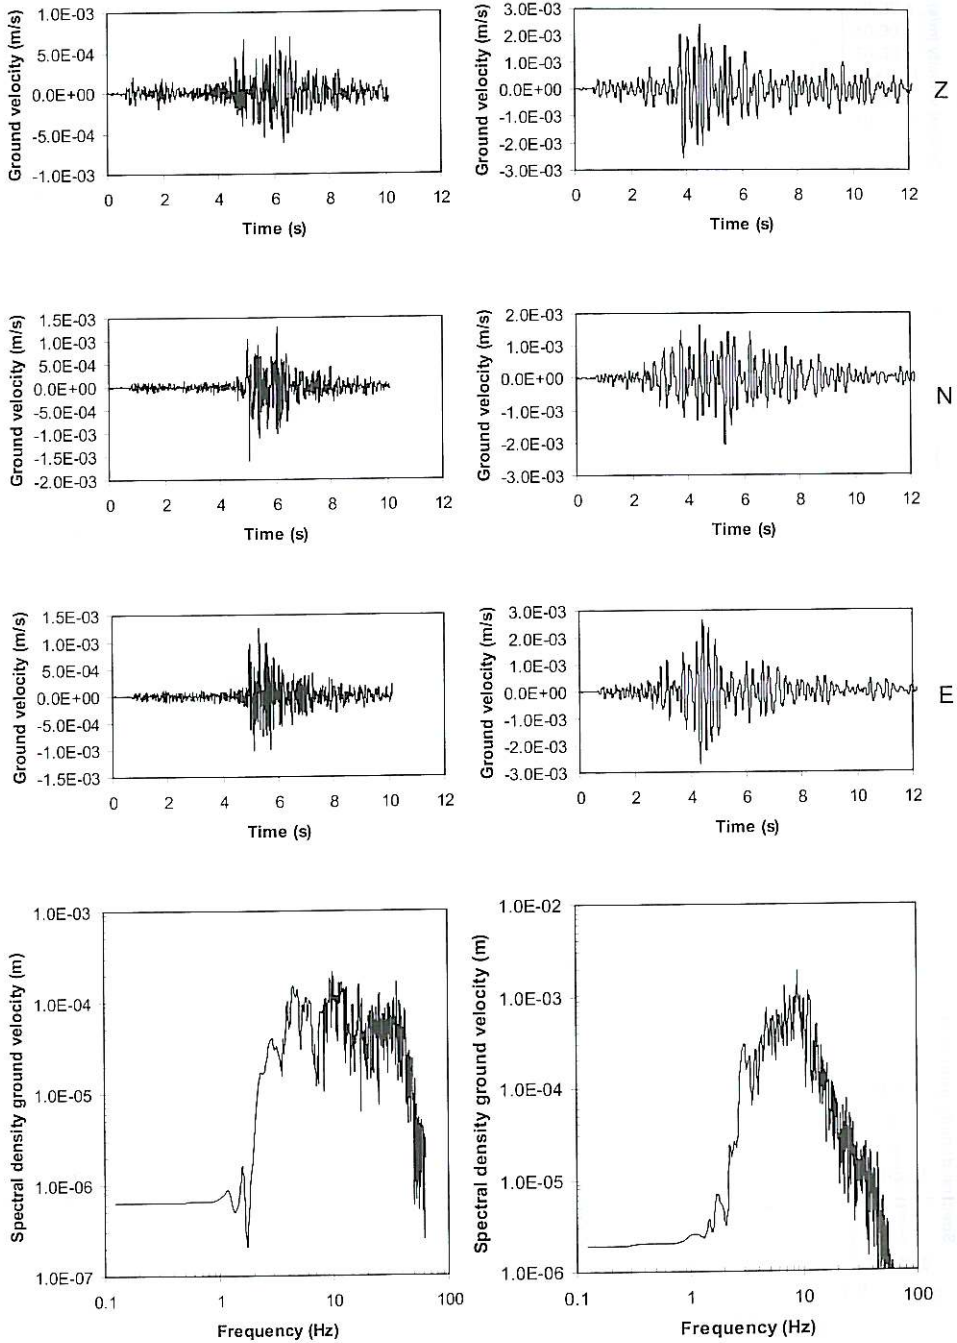 Ground velocity (m/s)
1.0E-03
5.0E-04
0.0E+00
-5.0E-04
-1.0E-03
0 2 4 6 8 10 12
Time (s)
Ground velocity (m/s)
3.0E-03
2.0E-03
1.0E-03
0.0E+00
-1.0E-03
-2.0E-03
-3.0E-03
0 2 4 6 8 10 12
Time (s)
Z
Ground velocity (m/s)
1.5E-03
1.0E-03
5.0E-04
0.0E+00
-5.0E-04
-1.0E-03
-1.5E-03
-2.0E-03
0 2 4 6 8 10 12
Time (s)
Ground velocity (m/s)
2.0E-03
1.0E-03
0.0E+00
-1.0E-03
-2.0E-03
-3.0E-03
0 2 4 6 8 10 12
Time (s)
N
Ground velocity (m/s)
1.5E-03
1.0E-03
5.0E-04
0.0E+00
-5.0E-04
-1.0E-03
-1.5E-03
0 2 4 6 8 10 12
Time (s)
Ground velocity (m/s)
3.0E-03
2.0E-03
1.0E-03
0.0E+00
-1.0E-03
-2.0E-03
-3.0E-03
0 2 4 6 8 10 12
Time (s)
E
Spectral density ground velocity (m)
1.0E-03
1.0E-04
1.0E-05
1.0E-06
1.0E-07
0.1 1 10 100
Frequency (Hz)
Spectral density ground velocity (m)
1.0E-02
1.0E-03
1.0E-04
1.0E-05
1.0E-06
0.1 1 10 100
Frequency (Hz)